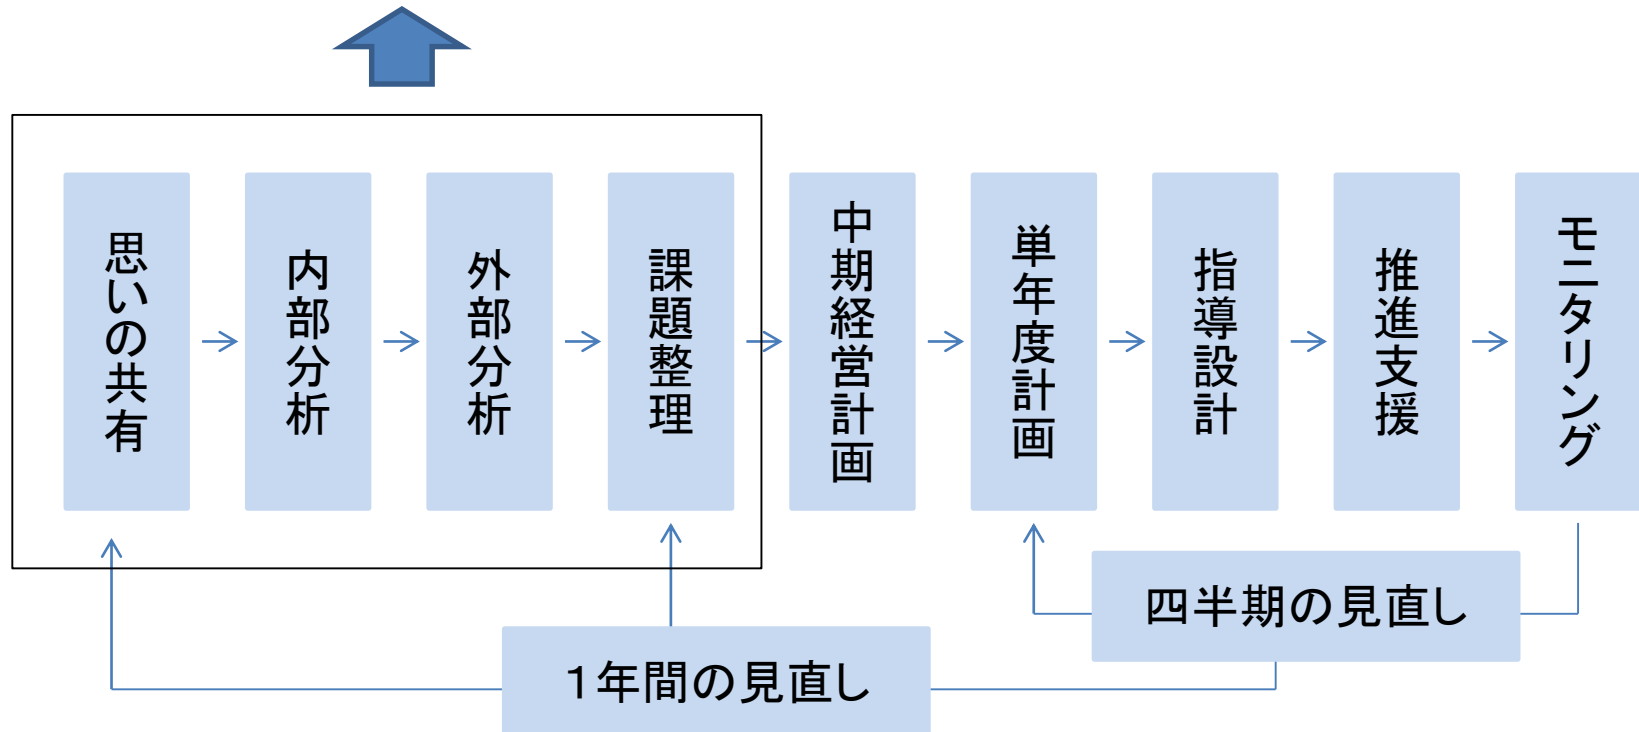 思いの共有
内部分析
外部分析
課題整理
中期経営計画
単年度計画
指導設計
推進支援
モニタリング
四半期の見直し
１年間の見直し